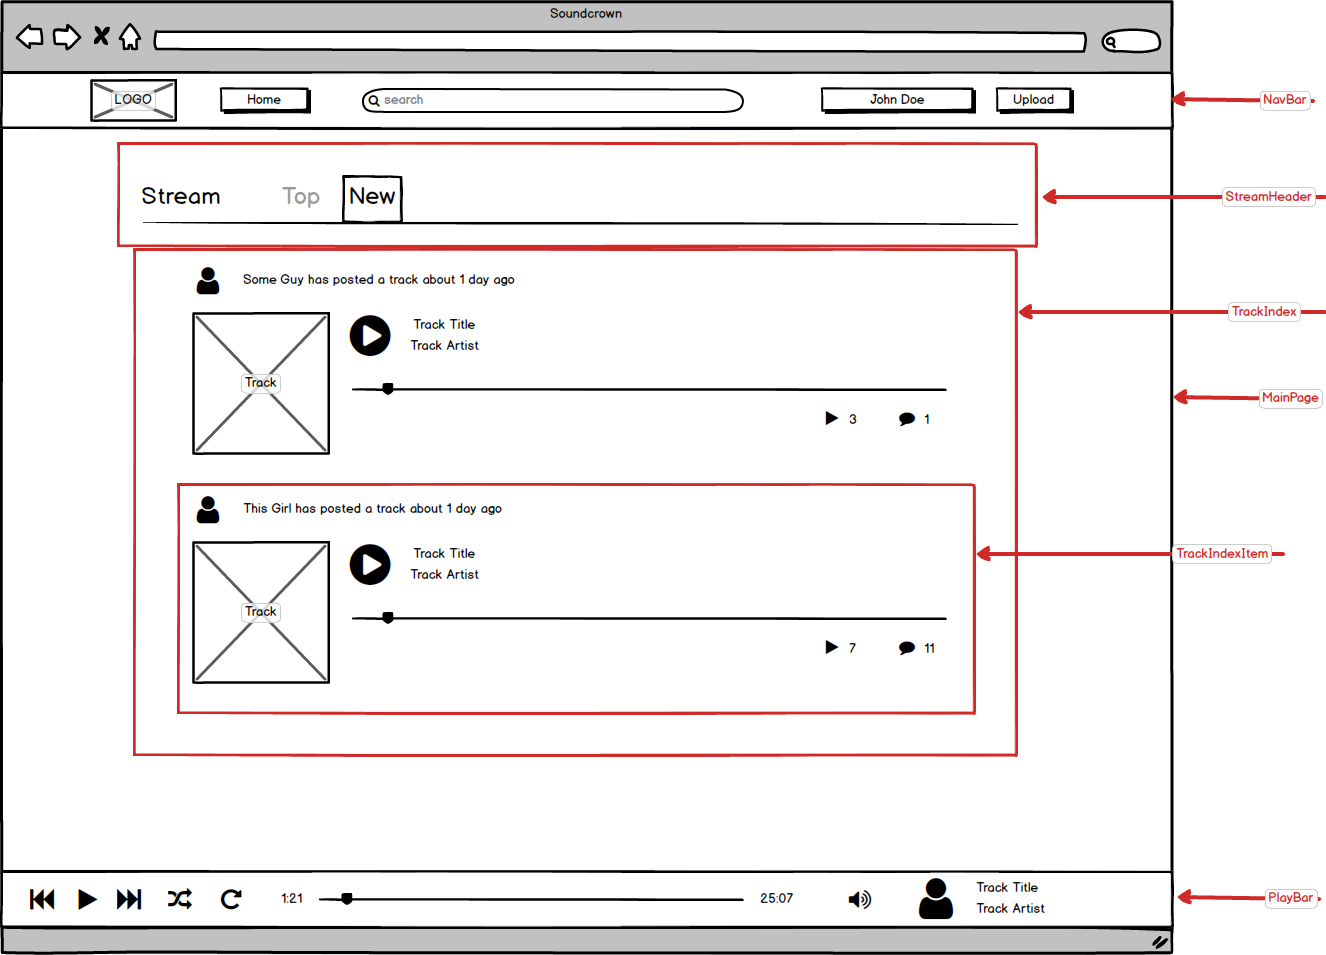 Soundcrown
LOGO
Home
search
John Doe
Upload
NavBar
Stream
Top
New
StreamHeader
Some Guy has posted a track about 1 day ago
TrackIndex
Track Title
Track Artist
Track
MainPage
3
1
This Girl has posted a track about 1 day ago
Track Title
TrackIndexItem
Track Artist
Track
7
11
1:21
25:07
Track Title
Track Artist
PlayBar